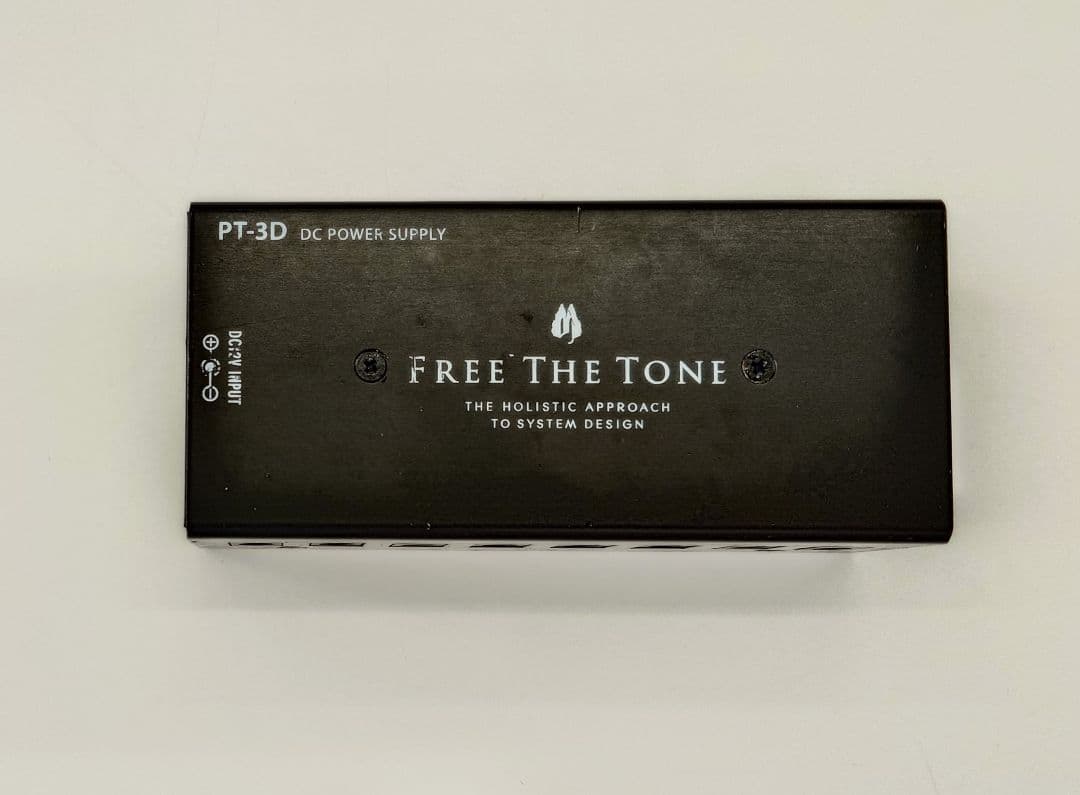 PT-3D DC POWER SUPPLY
DC12V INPUT
FREE THE TONE
THE HOLISTIC APPROACH
TO SYSTEM DESIGN